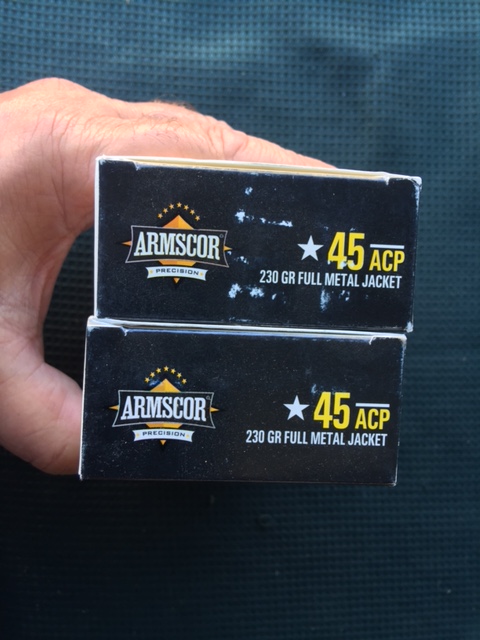 ARMSCOR
PRECISION
45 ACP
230 GR FULL METAL JACKET
ARMSCOR
PRECISION
45 ACP
230 GR FULL METAL JACKET